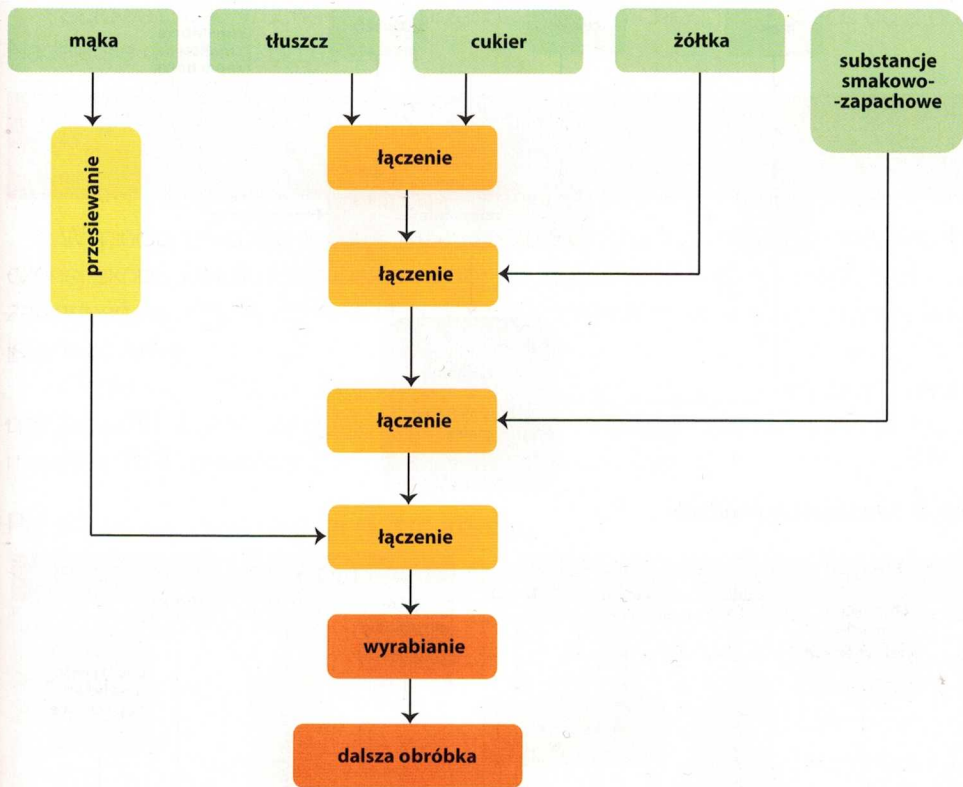 mąka
tłuszcz
cukier
żółtka
substancje
smakowo-
-zapachowe
przesiewanie
łączenie
łączenie
łączenie
łączenie
wyrabianie
dalsza obróbka